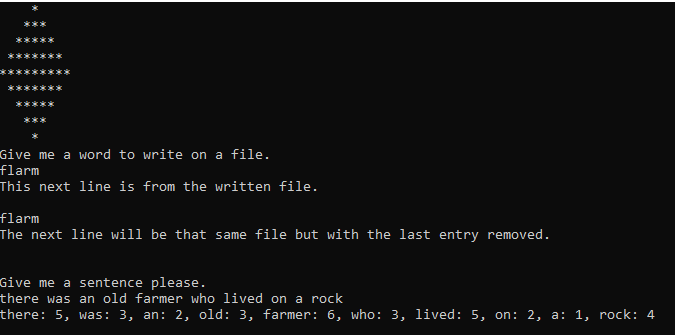 *
   ***
  *****
 *******
*********
 *******
  *****
   ***
    *
Give me a word to write on a file.
flarm
This next line is from the written file.

flarm
The next line will be that same file but with the last entry removed.


Give me a sentence please.
there was an old farmer who lived on a rock
there: 5, was: 3, an: 2, old: 3, farmer: 6, who: 3, lived: 5, on: 2, a: 1, rock: 4